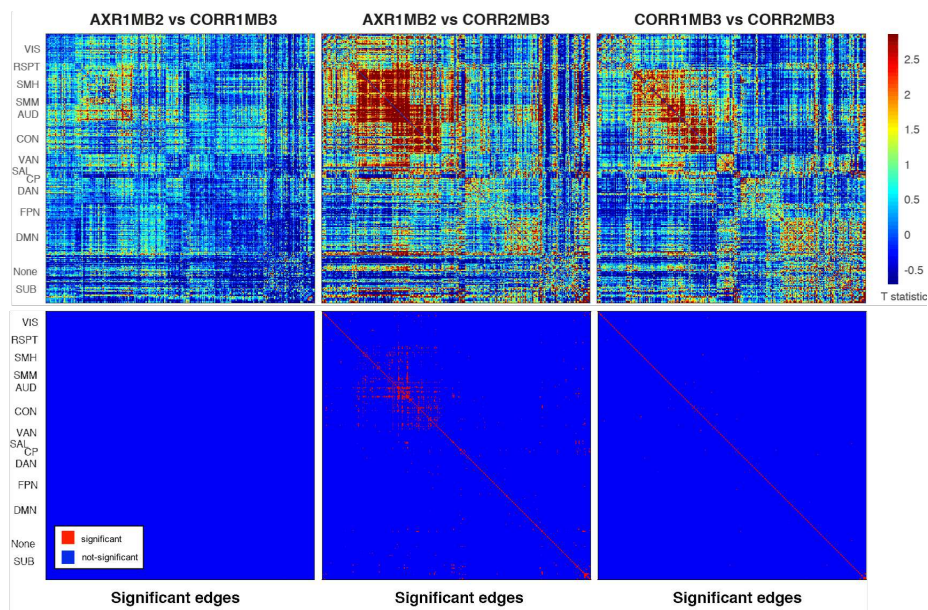 AXR1MB2 vs CORR1MB3
AXR1MB2 vs CORR2MB3
CORR1MB3 vs CORR2MB3
VIS
RSPT
SMH
SMM
AUD
CON
VAN
SAL
CP
DAN
FPN
DMN
None
SUB
2.5
2
1.5
1
0.5
0
-0.5
T statistic
VIS
RSPT
SMH
SMM
AUD
CON
VAN
SAL
CP
DAN
FPN
DMN
None
SUB
significant
not-significant
Significant edges
Significant edges
Significant edges